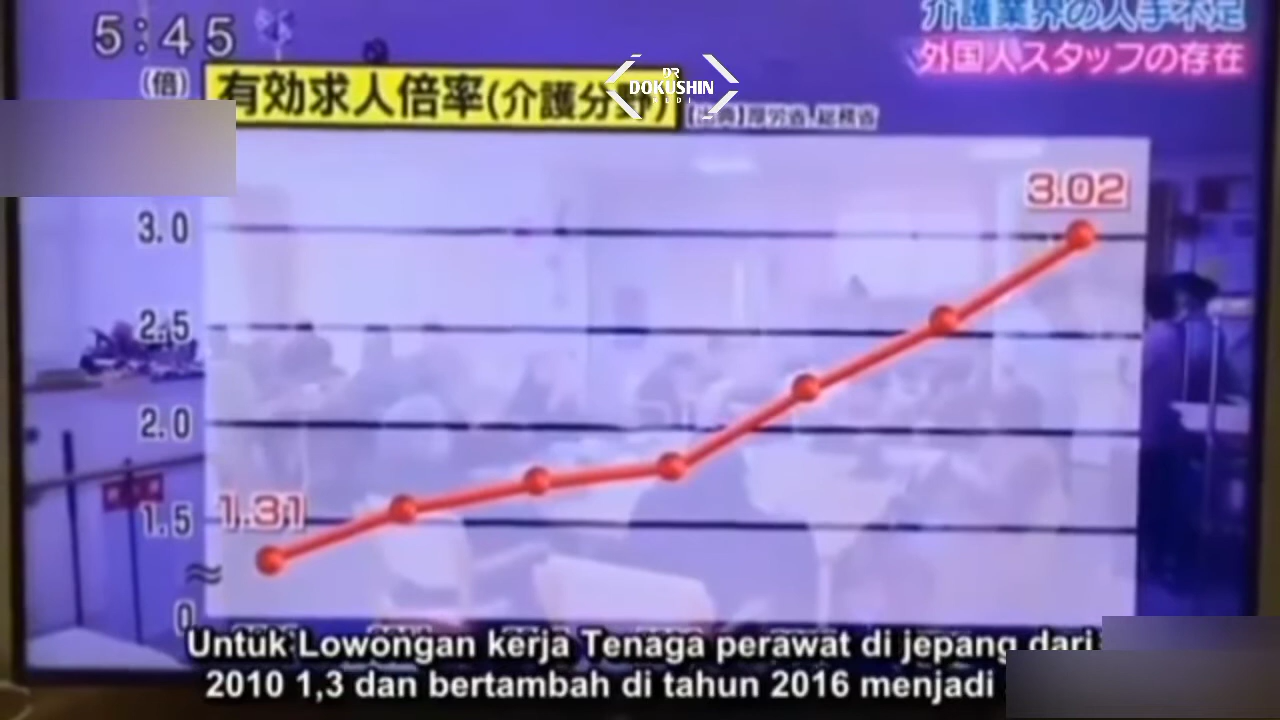 5:45
介護業界の人手不足
外国人スタッフの存在
(倍)
有効求人倍率(介護分野)
【出典】厚労省、総務省
DR
DOKUSHIN
3.02
3.0
2.5
2.0
1.31
1.5
0
Untuk Lowongan kerja Tenaga perawat di jepang dari
2010 1,3 dan bertambah di tahun 2016 menjadi